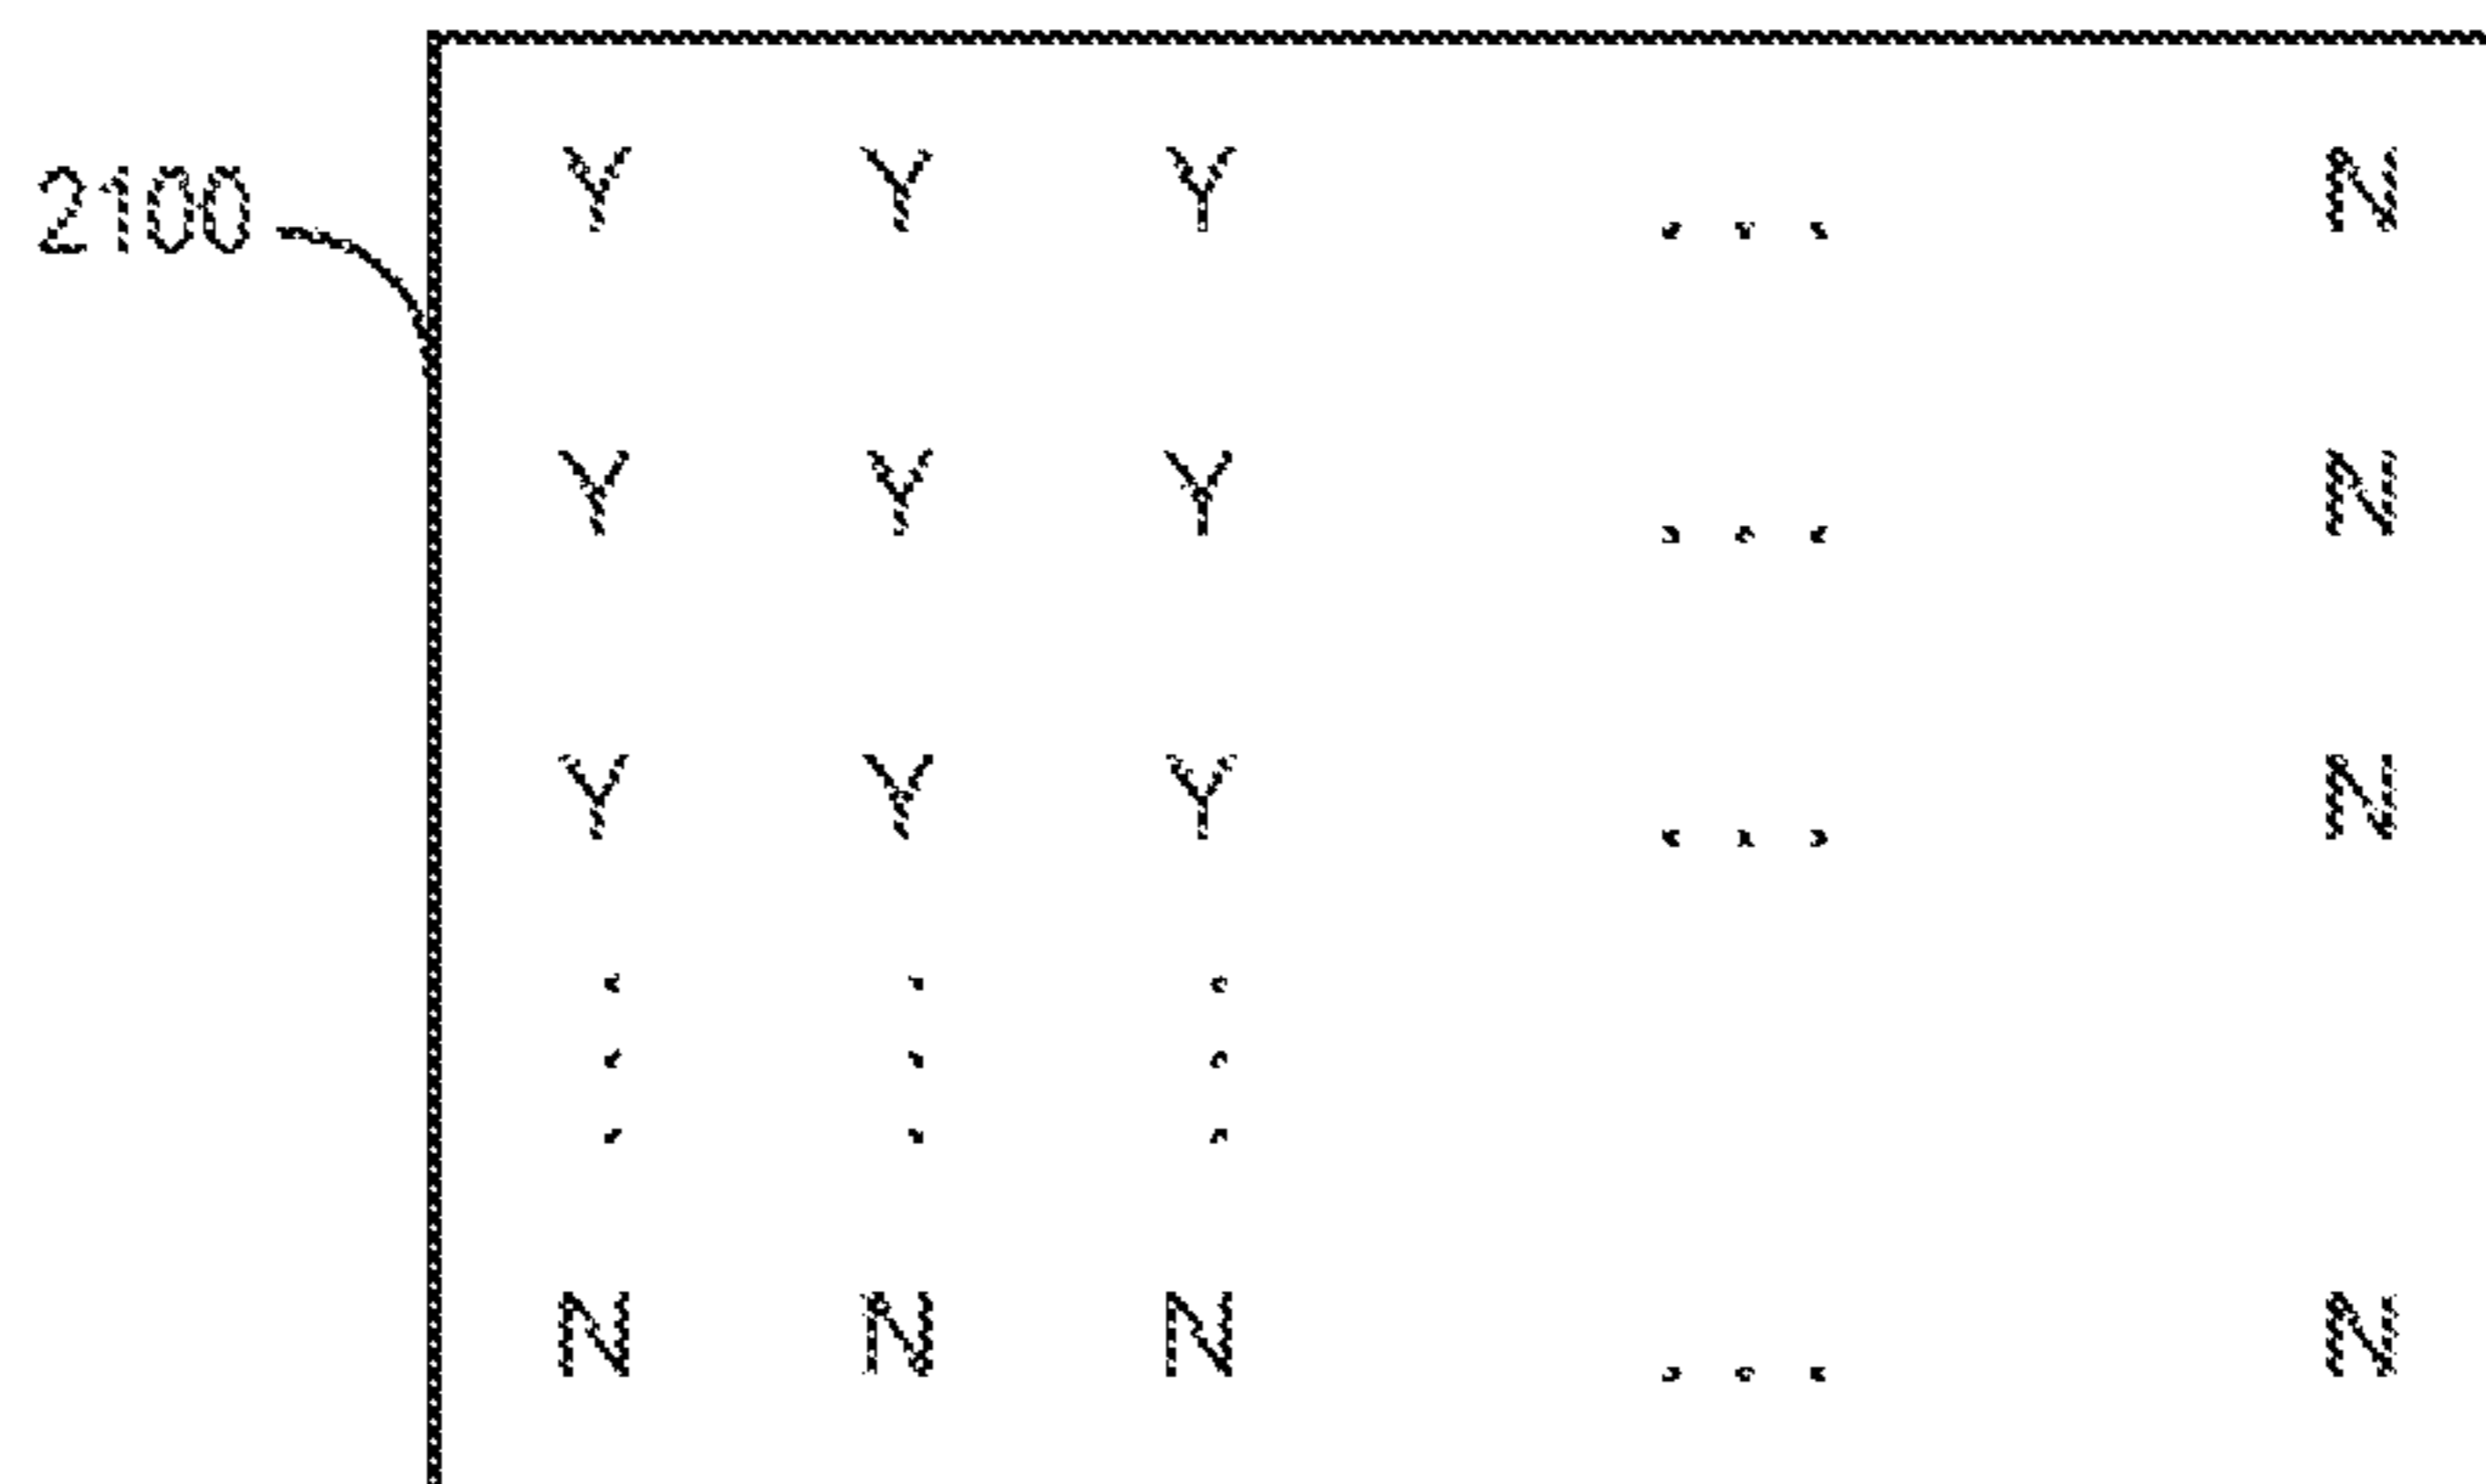 2100
Y Y Y . . . N
Y Y Y . . . N
Y Y Y . . . N
. . .
. . .
. . .
N N N . . . N